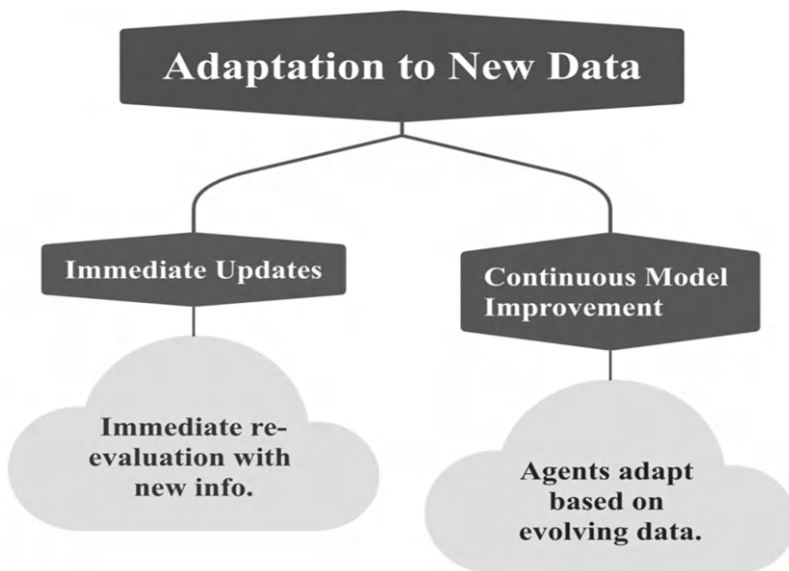 Adaptation to New Data
Immediate Updates
Continuous Model
Improvement
Immediate re-
evaluation with
new info.
Agents adapt
based on
evolving data.